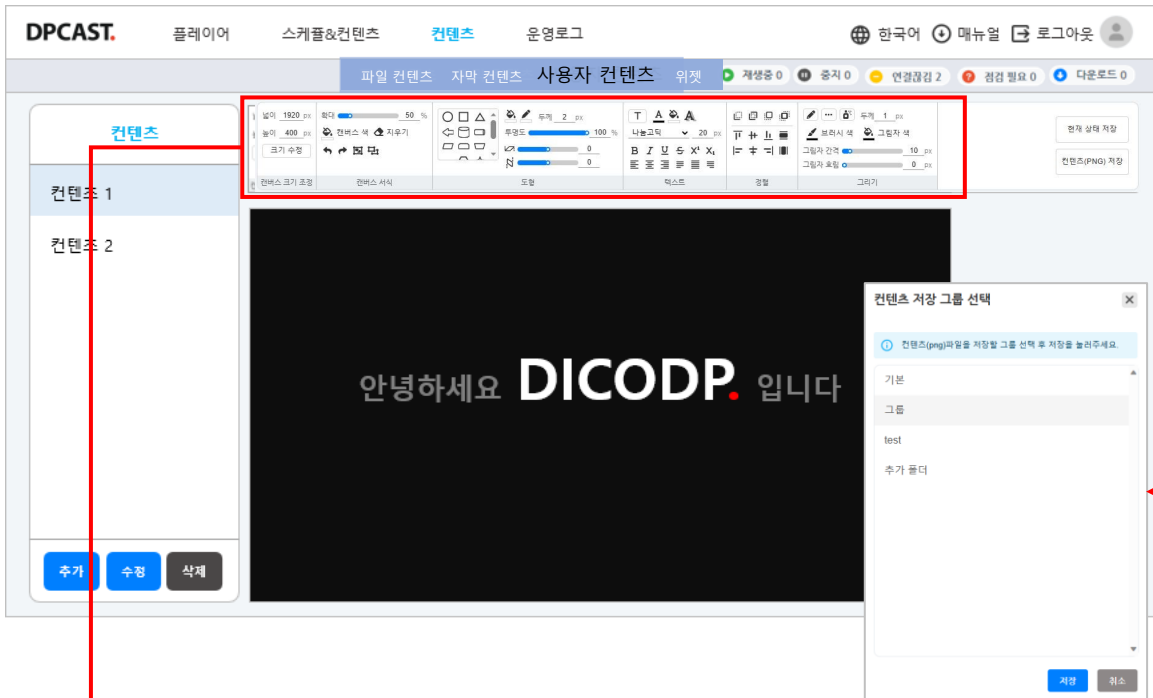 DPCAST. 플레이어 스케쥴&컨텐츠 컨텐츠 운영로그 한국어 매뉴얼 로그아웃
파일 컨텐츠 자막 컨텐츠 사용자 컨텐츠 위젯 재생중 0 중지 0 연결끊김 2 점검 필요 0 다운로드 0
컨텐츠
컨텐츠 1
컨텐츠 2
추가 수정 삭제
넓이 1920 px
높이 400 px
크기 수정
캔버스 크기 조정
확대 50 %
캔버스 색 지우기
캔버스 서식
두께 2 px
투명도 100 %
0
0
도형
T A A
나눔고딕 20 px
B I U S X¹ X₁
텍스트
정렬
두께 1 px
브러시 색 그림자 색
그림자 간격 10 px
그림자 흐림 0 px
그리기
현재 상태 저장
컨텐츠(PNG) 저장
안녕하세요 DICODP. 입니다
컨텐츠 저장 그룹 선택
컨텐츠(png)파일을 저장할 그룹 선택 후 저장을 눌러주세요.
기본
그룹
test
추가 폴더
저장 취소